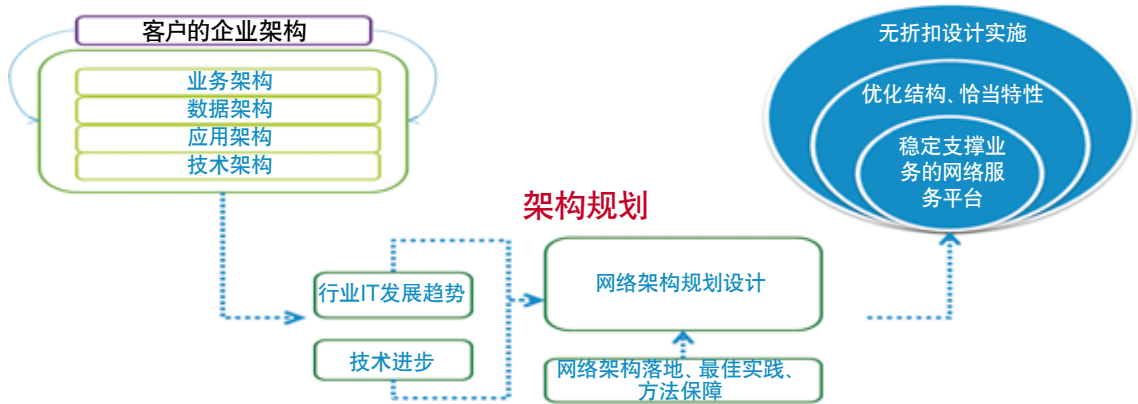 客户的企业架构
业务架构
数据架构
应用架构
技术架构
架构规划
行业IT发展趋势
技术进步
网络架构规划设计
网络架构落地、最佳实践、
方法保障
无折扣设计实施
优化结构、恰当特性
稳定支撑业
务的网络服
务平台